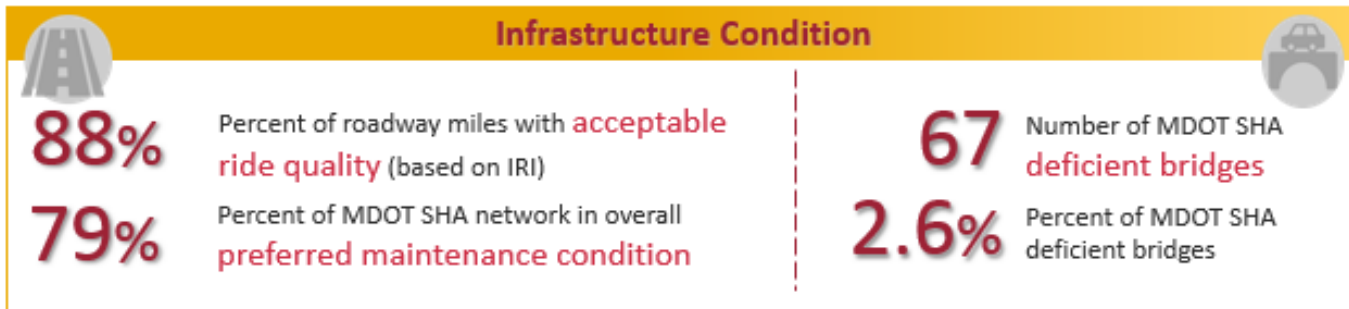 Infrastructure Condition
88%
Percent of roadway miles with acceptable
ride quality (based on IRI)
79%
Percent of MDOT SHA network in overall
preferred maintenance condition
67
Number of MDOT SHA
deficient bridges
2.6%
Percent of MDOT SHA
deficient bridges